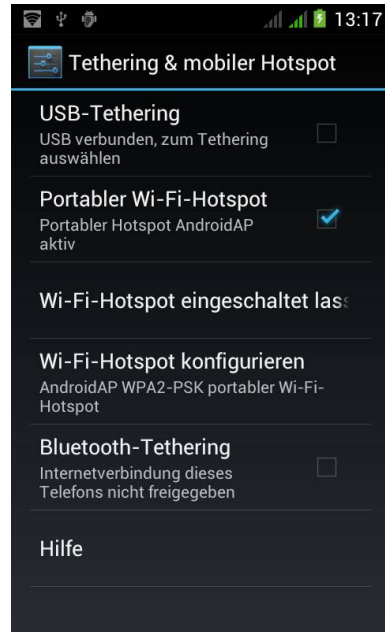 13:17
Tethering & mobiler Hotspot
USB-Tethering
USB verbunden, zum Tethering
auswählen
Portabler Wi-Fi-Hotspot
Portabler Hotspot AndroidAP
aktiv
Wi-Fi-Hotspot eingeschaltet lass
Wi-Fi-Hotspot konfigurieren
AndroidAP WPA2-PSK portabler Wi-Fi-
Hotspot
Bluetooth-Tethering
Internetverbindung dieses
Telefons nicht freigegeben
Hilfe